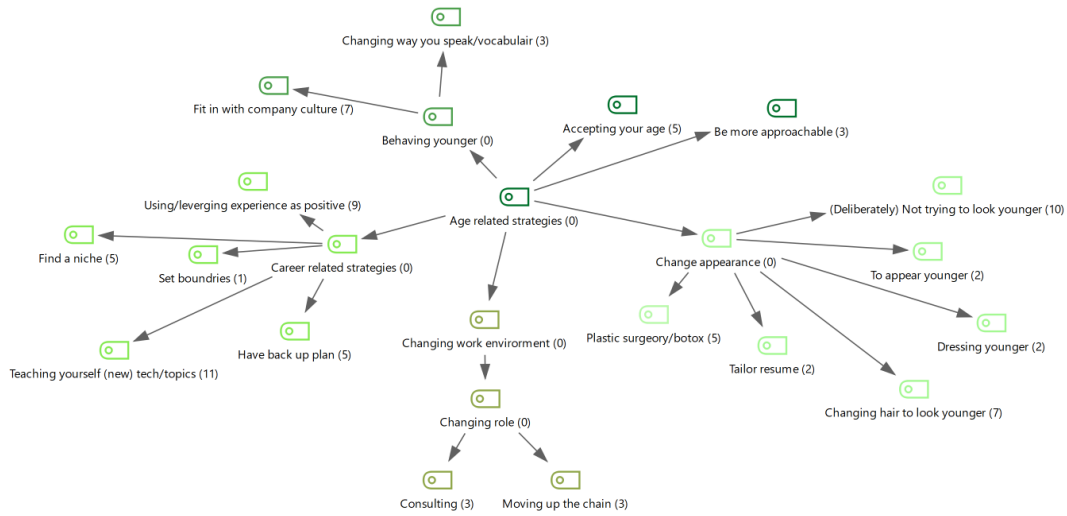 Changing way you speak/vocabulair (3)
Fit in with company culture (7)
Behaving younger (0)
Accepting your age (5)
Be more approachable (3)
Using/leverging experience as positive (9)
Age related strategies (0)
(Deliberately) Not trying to look younger (10)
Find a niche (5)
Set boundries (1)
Career related strategies (0)
Change appearance (0)
To appear younger (2)
Plastic surgeory/botox (5)
Changing work envirorment (0)
Dressing younger (2)
Have back up plan (5)
Tailor resume (2)
Teaching yourself (new) tech/topics (11)
Changing hair to look younger (7)
Changing role (0)
Consulting (3)
Moving up the chain (3)